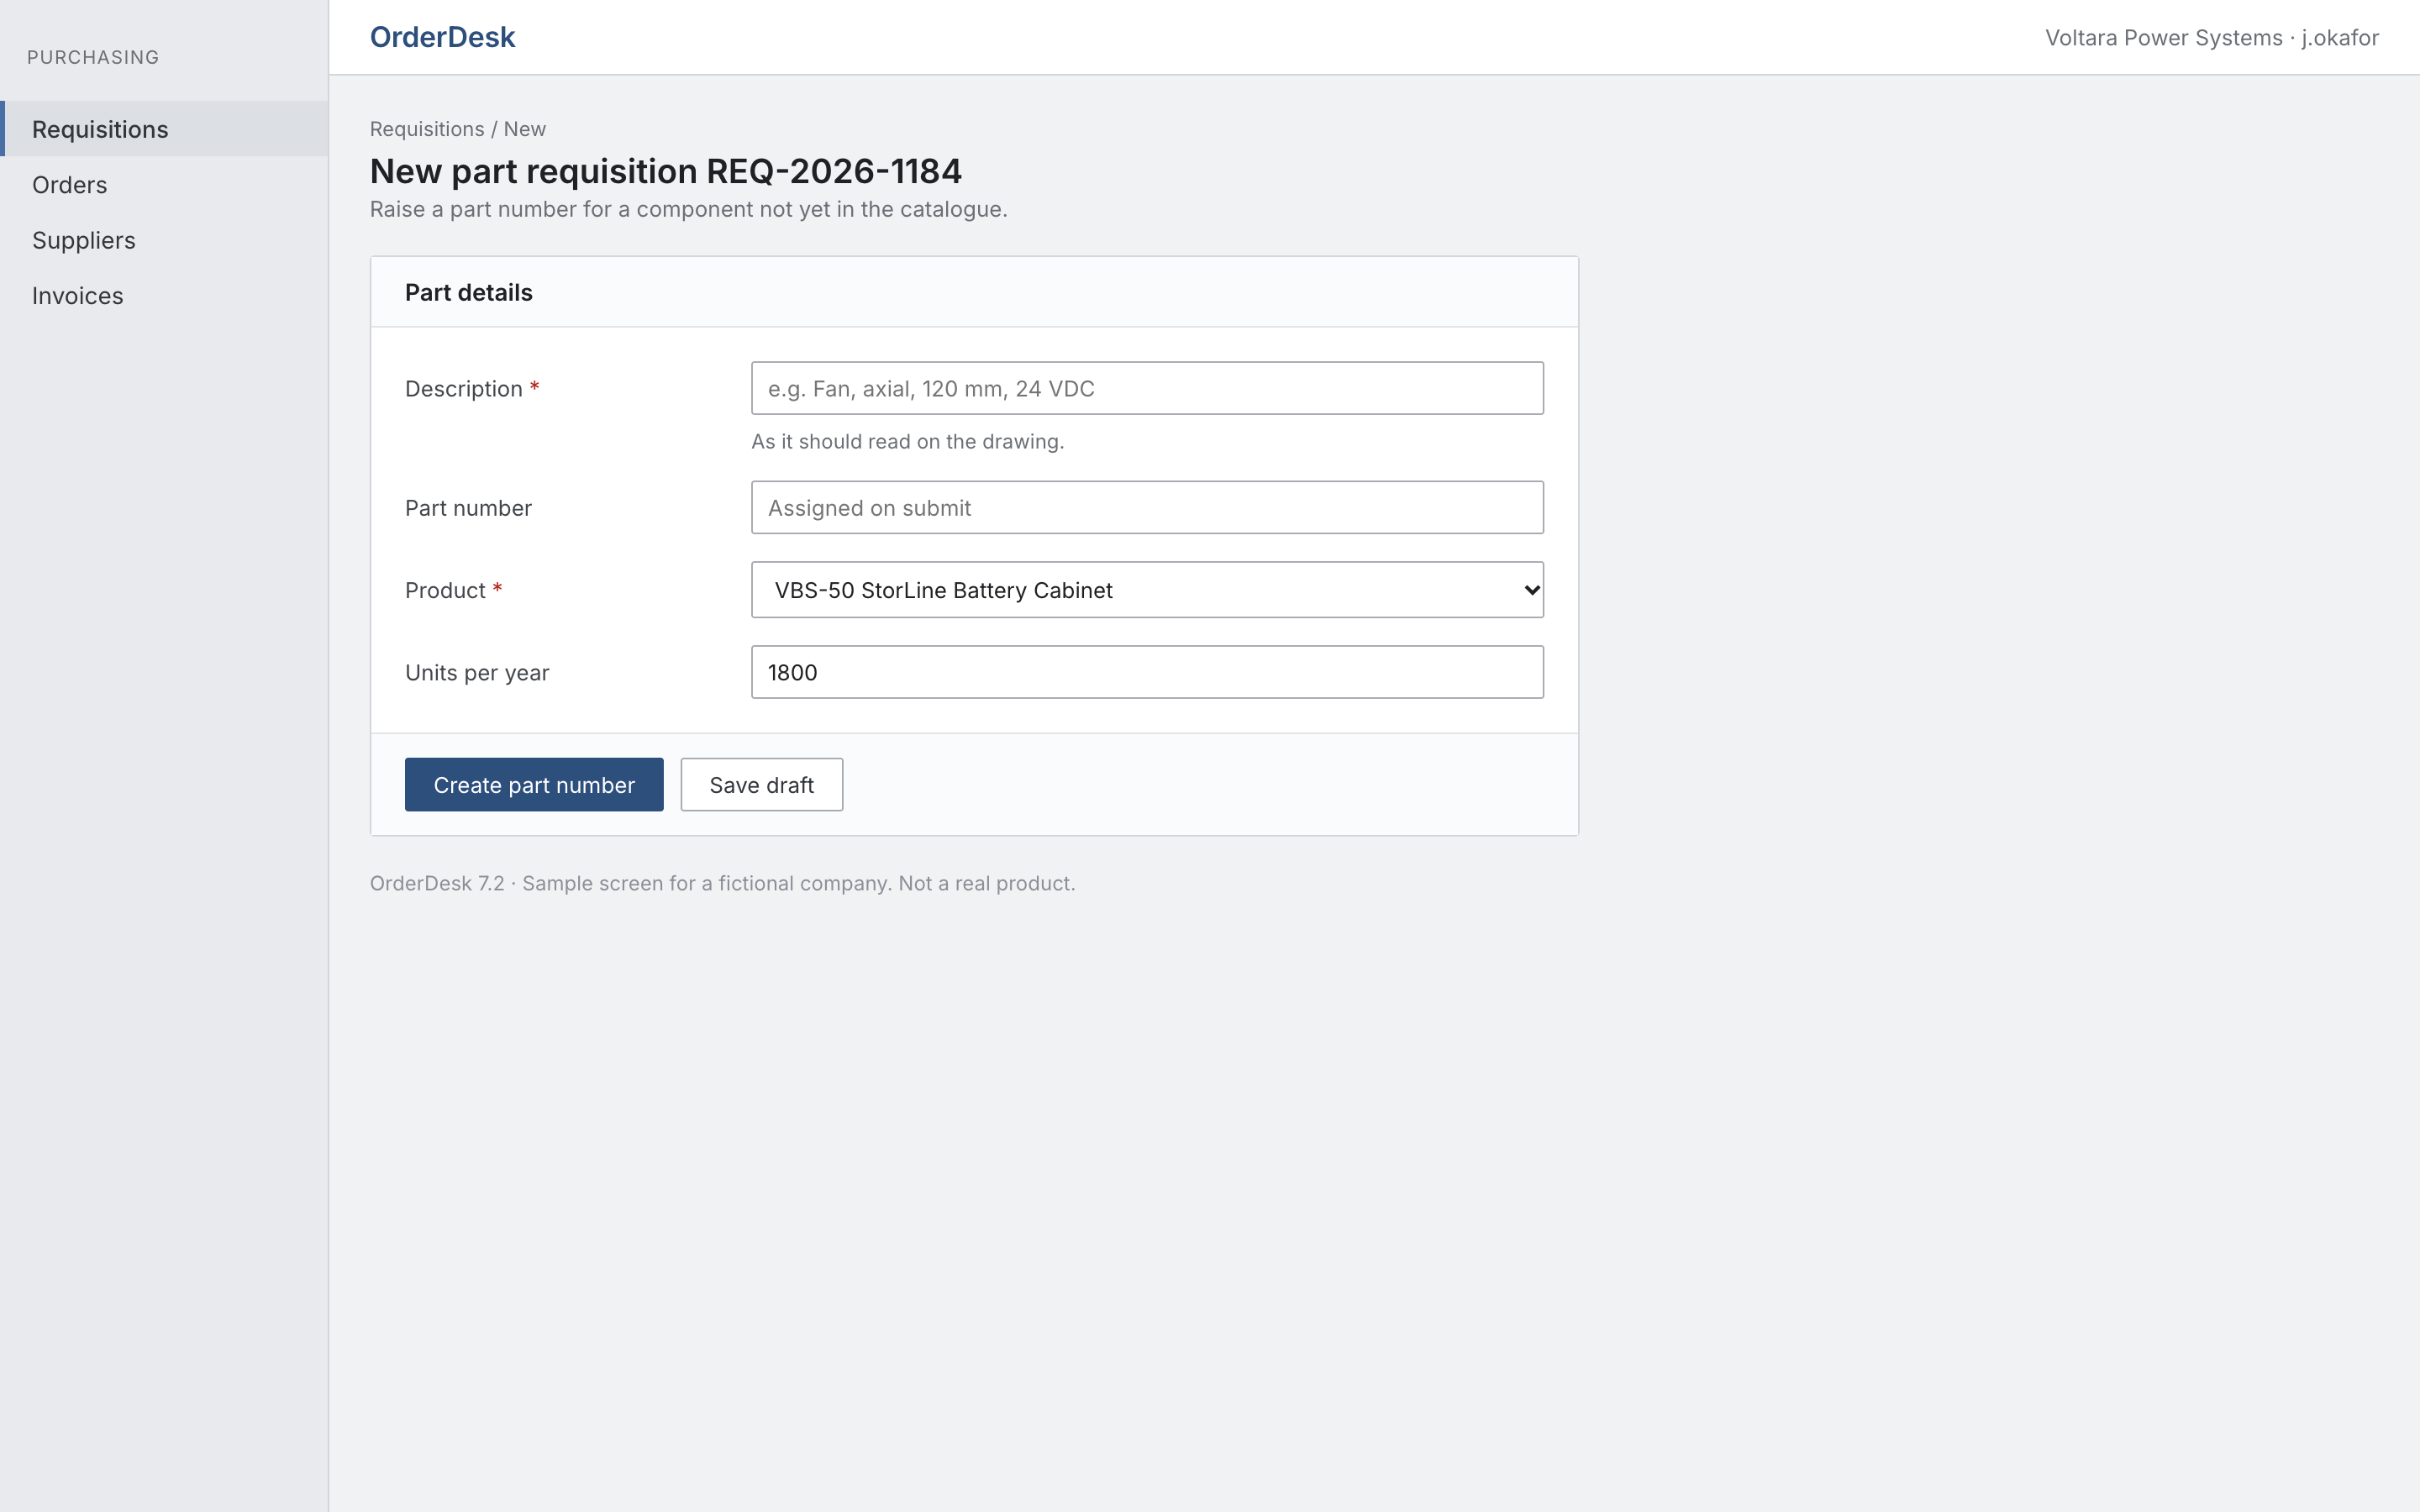 PURCHASING
Requisitions
Orders
Suppliers
Invoices
OrderDesk
Voltara Power Systems · j.okafor
Requisitions / New
New part requisition REQ-2026-1184
Raise a part number for a component not yet in the catalogue.
Part details
Description *
e.g. Fan, axial, 120 mm, 24 VDC
As it should read on the drawing.
Part number
Assigned on submit
Product *
VBS-50 StorLine Battery Cabinet
Units per year
1800
Create part number
Save draft
OrderDesk 7.2 · Sample screen for a fictional company. Not a real product.